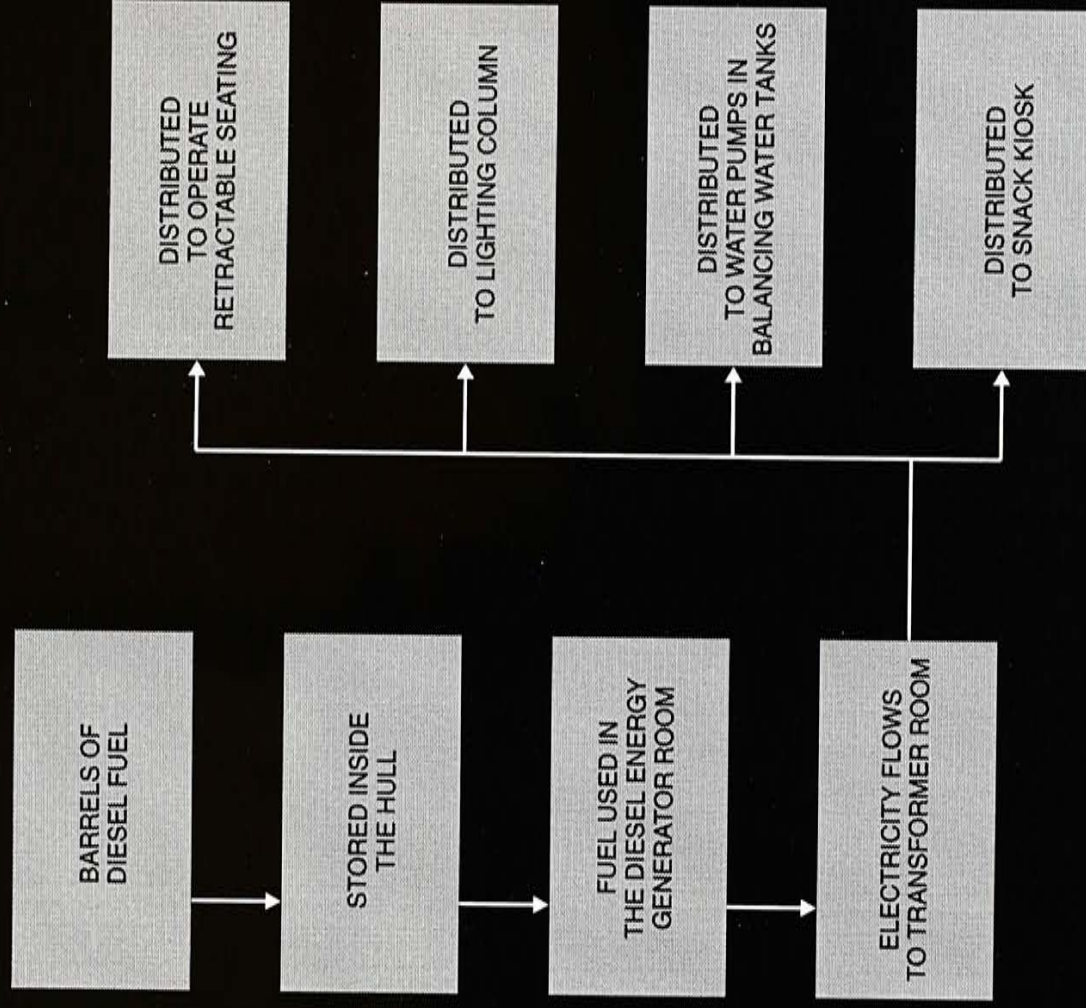 BARRELS OF
DIESEL FUEL
STORED INSIDE
THE HULL
FUEL USED IN
THE DIESEL ENERGY
GENERATOR ROOM
ELECTRICITY FLOWS
TO TRANSFORMER ROOM
DISTRIBUTED
TO OPERATE
RETRACTABLE SEATING
DISTRIBUTED
TO LIGHTING COLUMN
DISTRIBUTED
TO WATER PUMPS IN
BALANCING WATER TANKS
DISTRIBUTED
TO SNACK KIOSK